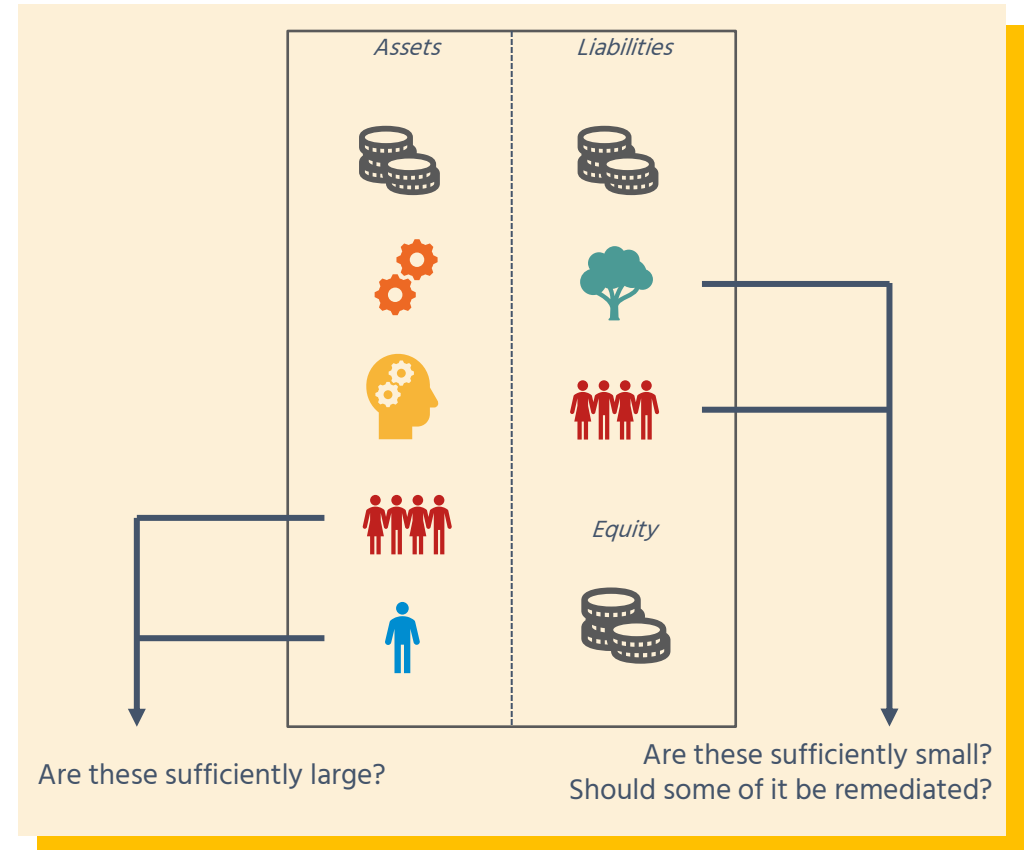 Assets
Liabilities
Equity
Are these sufficiently large?
Are these sufficiently small?
Should some of it be remediated?